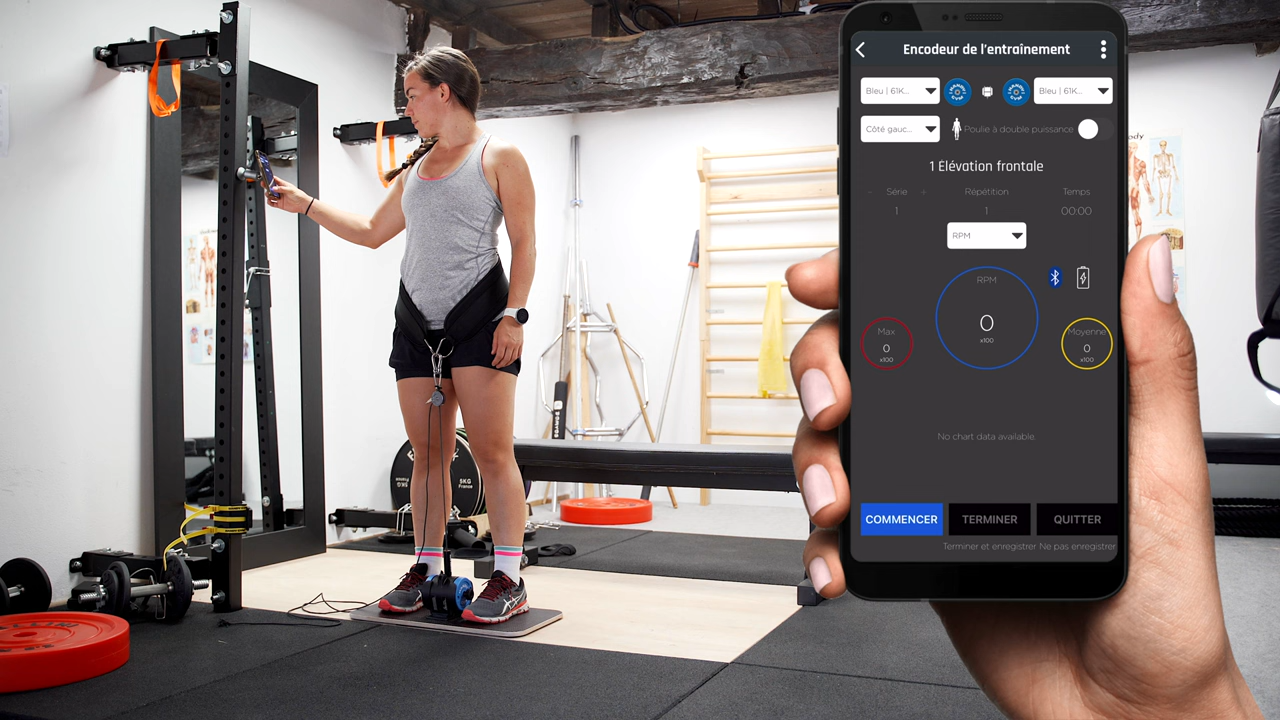 Encodeur de l'entraînement
Bleu | 61K...
Bleu | 61K...
Côté gauc...
Poulie à double puissance
1 Élévation frontale
- Série +
Répétition
Temps
1
1
00:00
RPM
RPM
0
x100
Max
0
x100
Moyenne
0
x100
No chart data available.
COMMENCER
TERMINER
QUITTER
Terminer et enregistrer
Ne pas enregistrer
5KG
France